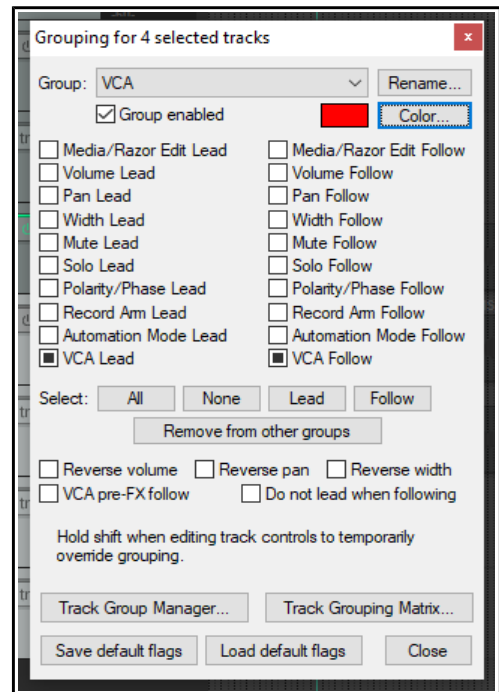 Grouping for 4 selected tracks
x
Group: VCA Rename...
Group enabled Color...
Media/Razor Edit Lead Media/Razor Edit Follow
Volume Lead Volume Follow
Pan Lead Pan Follow
Width Lead Width Follow
Mute Lead Mute Follow
Solo Lead Solo Follow
Polarity/Phase Lead Polarity/Phase Follow
Record Arm Lead Record Arm Follow
Automation Mode Lead Automation Mode Follow
VCA Lead VCA Follow
Select: All None Lead Follow
Remove from other groups
Reverse volume Reverse pan Reverse width
VCA pre-FX follow Do not lead when following
Hold shift when editing track controls to temporarily
override grouping.
Track Group Manager... Track Grouping Matrix...
Save default flags Load default flags Close